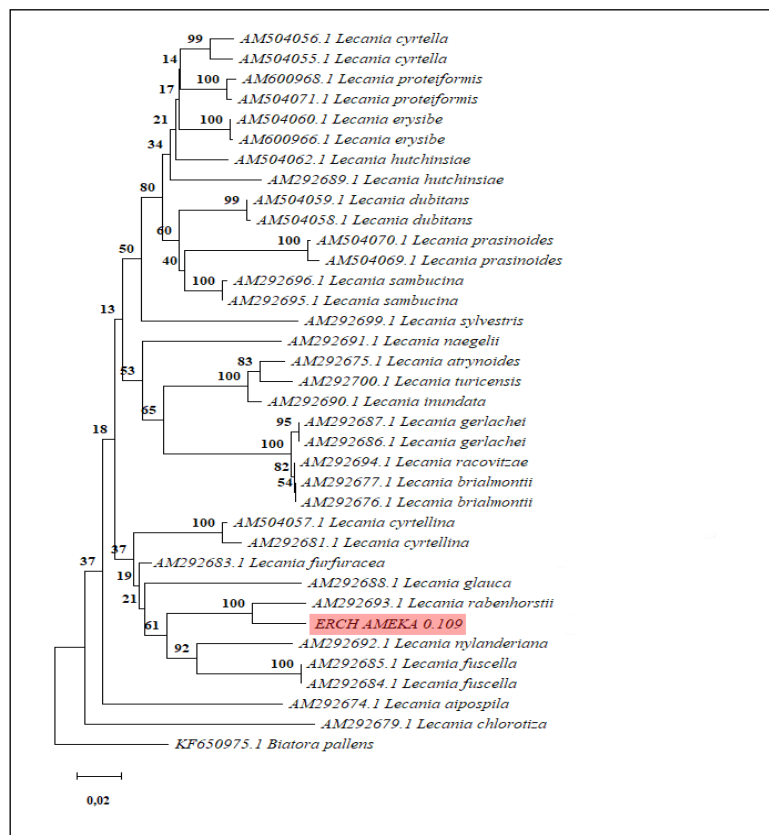 99
AM504056.1 Lecania cyrtella
14
AM504055.1 Lecania cyrtella
AM600968.1 Lecania proteiformis
100
17
AM504071.1 Lecania proteiformis
AM504060.1 Lecania erysibe
21
100
AM600966.1 Lecania erysibe
34
AM504062.1 Lecania hutchinsiae
AM292689.1 Lecania hutchinsiae
80
AM504059.1 Lecania dubitans
99
AM504058.1 Lecania dubitans
60
AM504070.1 Lecania prasinoides
100
50
AM504069.1 Lecania prasinoides
40
AM292696.1 Lecania sambucina
100
AM292695.1 Lecania sambucina
13
AM292699.1 Lecania sylvestris
AM292691.1 Lecania naegelii
83
AM292675.1 Lecania atrynoides
53
100
AM292700.1 Lecania turicensis
AM292690.1 Lecania inundata
65
95
AM292687.1 Lecania gerlachei
18
100
AM292686.1 Lecania gerlachei
AM292694.1 Lecania racovitzae
82
AM292677.1 Lecania brialmontii
54
AM292676.1 Lecania brialmontii
100
AM504057.1 Lecania cyrtellina
AM292681.1 Lecania cyrtellina
37
37
AM292683.1 Lecania furfuracea
19
AM292688.1 Lecania glauca
21
100
AM292693.1 Lecania rabenhorstii
61
ERCH AMEKA 0.109
AM292692.1 Lecania nylanderiana
92
100
AM292685.1 Lecania fuscella
AM292684.1 Lecania fuscella
AM292674.1 Lecania aipospila
AM292679.1 Lecania chlorotiza
KF650975.1 Biatora pallens
0,02